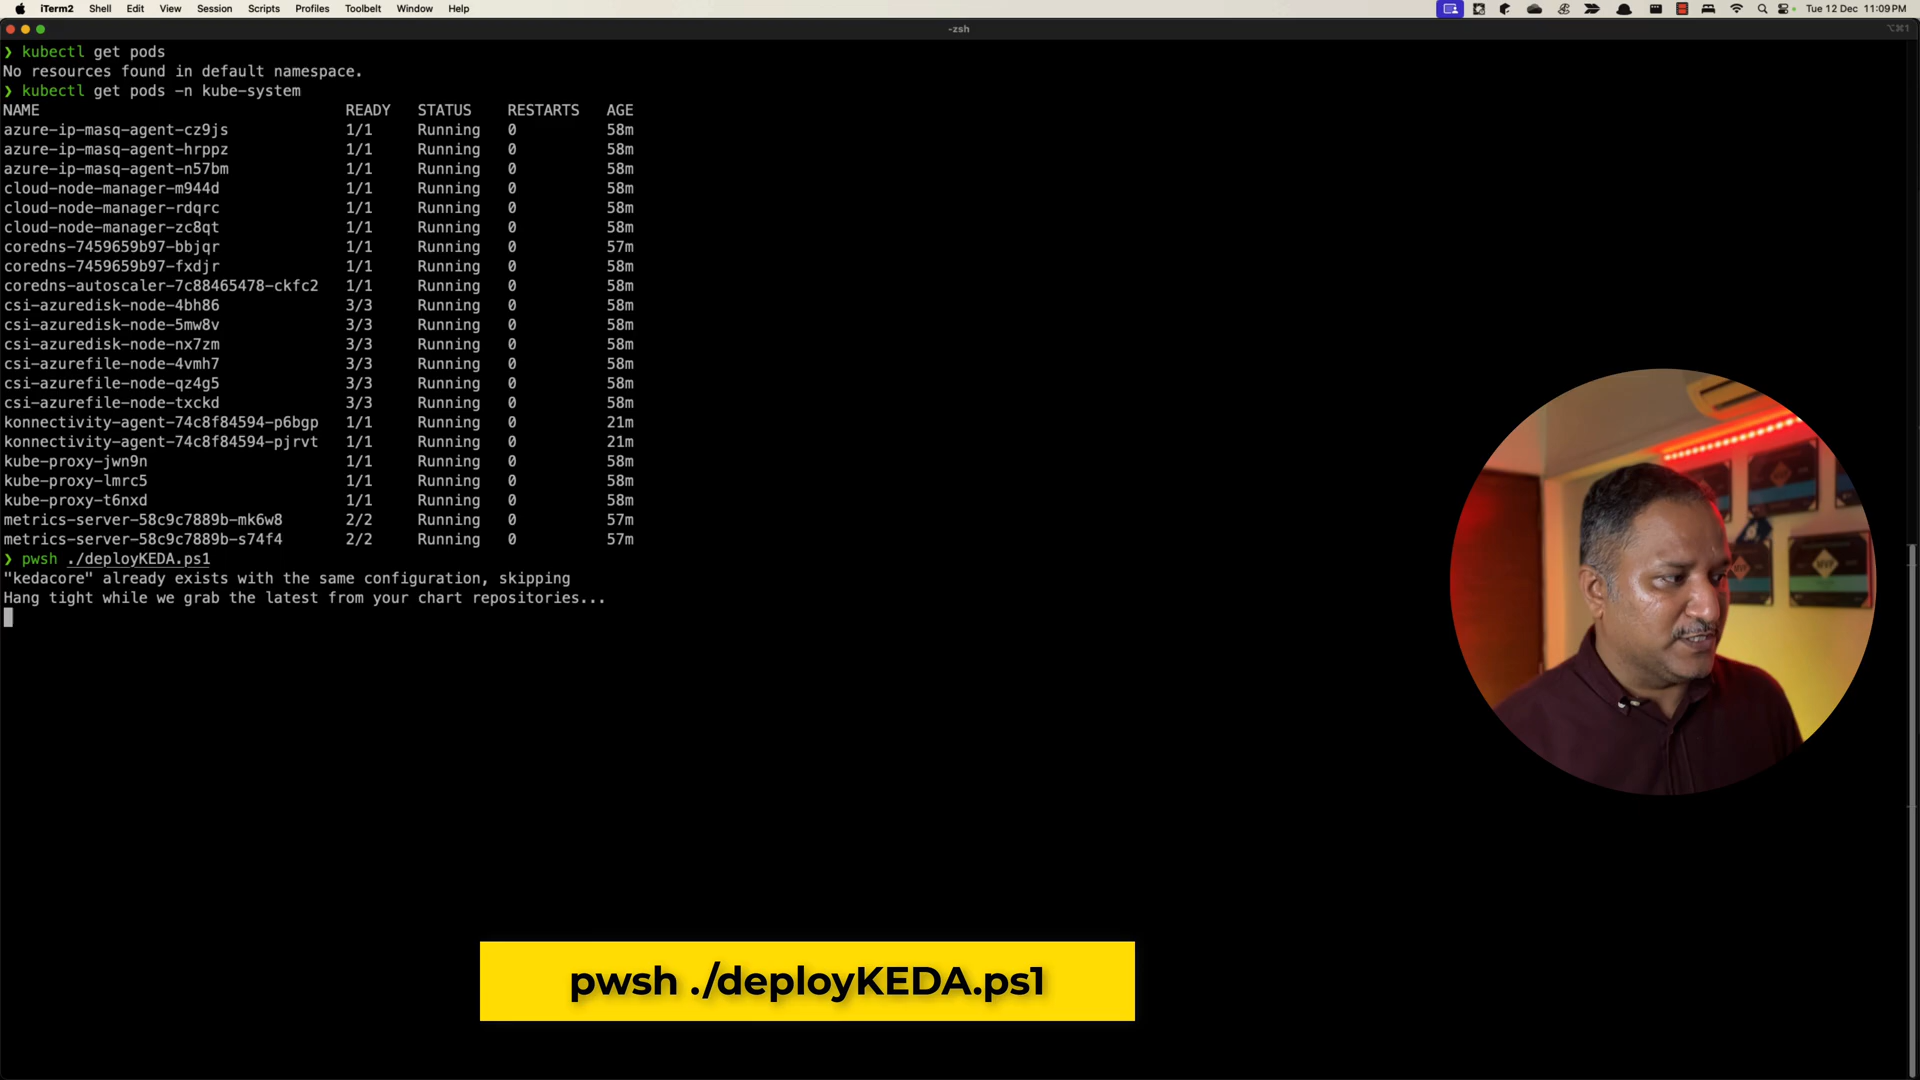 iTerm2 Shell Edit View Session Scripts Profiles Toolbelt Window Help Tue 12 Dec 11:09 PM
-zsh
⌥⌘1
❯ kubectl get pods
No resources found in default namespace.
❯ kubectl get pods -n kube-system
NAME READY STATUS RESTARTS AGE
azure-ip-masq-agent-cz9js 1/1 Running 0 58m
azure-ip-masq-agent-hrppz 1/1 Running 0 58m
azure-ip-masq-agent-n57bm 1/1 Running 0 58m
cloud-node-manager-m944d 1/1 Running 0 58m
cloud-node-manager-rdqrc 1/1 Running 0 58m
cloud-node-manager-zc8qt 1/1 Running 0 58m
coredns-7459659b97-bbjqr 1/1 Running 0 57m
coredns-7459659b97-fxdjr 1/1 Running 0 58m
coredns-autoscaler-7c88465478-ckfc2 1/1 Running 0 58m
csi-azuredisk-node-4bh86 3/3 Running 0 58m
csi-azuredisk-node-5mw8v 3/3 Running 0 58m
csi-azuredisk-node-nx7zm 3/3 Running 0 58m
csi-azurefile-node-4vmh7 3/3 Running 0 58m
csi-azurefile-node-qz4g5 3/3 Running 0 58m
csi-azurefile-node-txckd 3/3 Running 0 58m
konnectivity-agent-74c8f84594-p6bgp 1/1 Running 0 21m
konnectivity-agent-74c8f84594-pjrvt 1/1 Running 0 21m
kube-proxy-jwn9n 1/1 Running 0 58m
kube-proxy-lmrc5 1/1 Running 0 58m
kube-proxy-t6nxd 1/1 Running 0 58m
metrics-server-58c9c7889b-mk6w8 2/2 Running 0 57m
metrics-server-58c9c7889b-s74f4 2/2 Running 0 57m
❯ pwsh ./deployKEDA.ps1
"kedacore" already exists with the same configuration, skipping
Hang tight while we grab the latest from your chart repositories...
MVP
pwsh ./deployKEDA.ps1